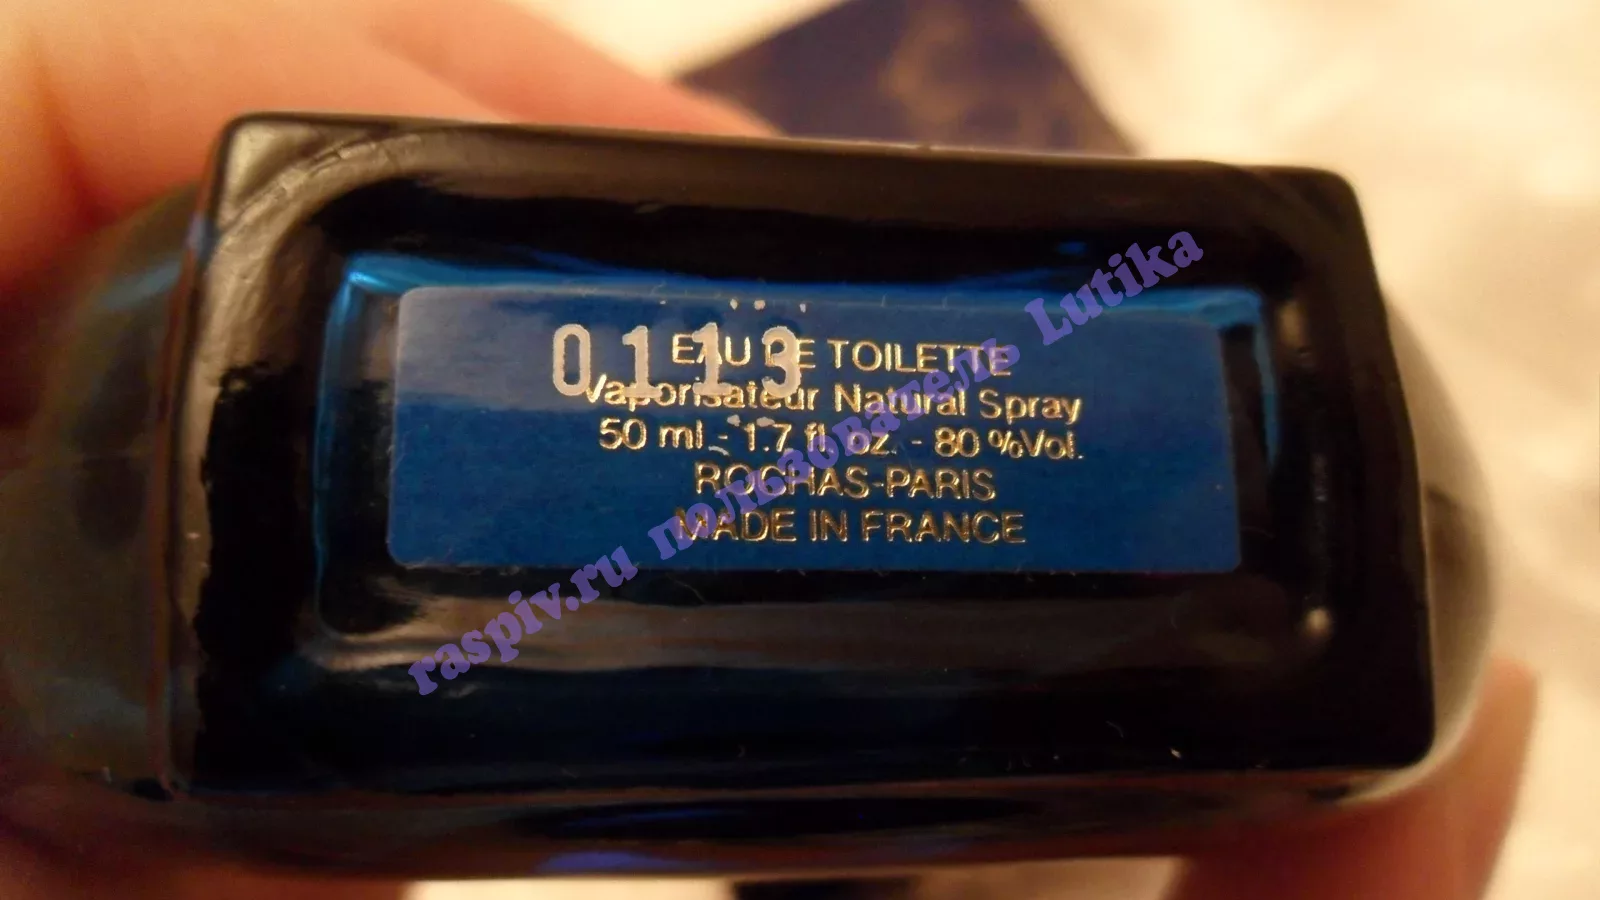 0113
EAU DE TOILETTE
Vaporisateur Natural Spray
50 ml - 1.7 fl. oz. - 80 %Vol.
ROCHAS-PARIS
MADE IN FRANCE
raspiv.ru пользователь Lutika